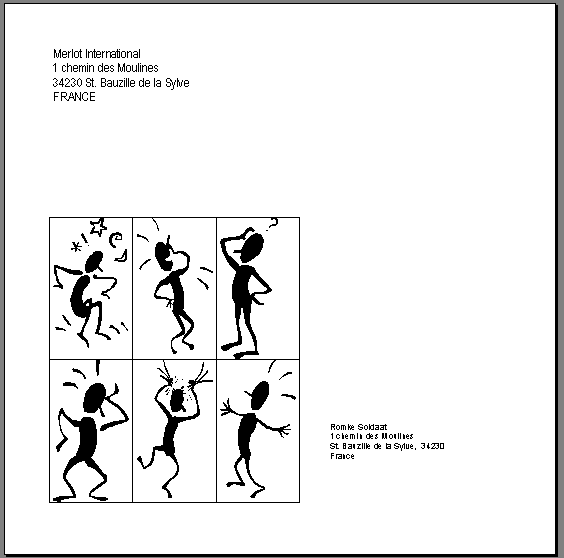 Merlot International
1 chemin des Moulines
34230 St. Bauzille de la Sylve
FRANCE
Romke Soldaat
1 chemin des Moulines
St. Bauzille de la Sylve, 34230
France